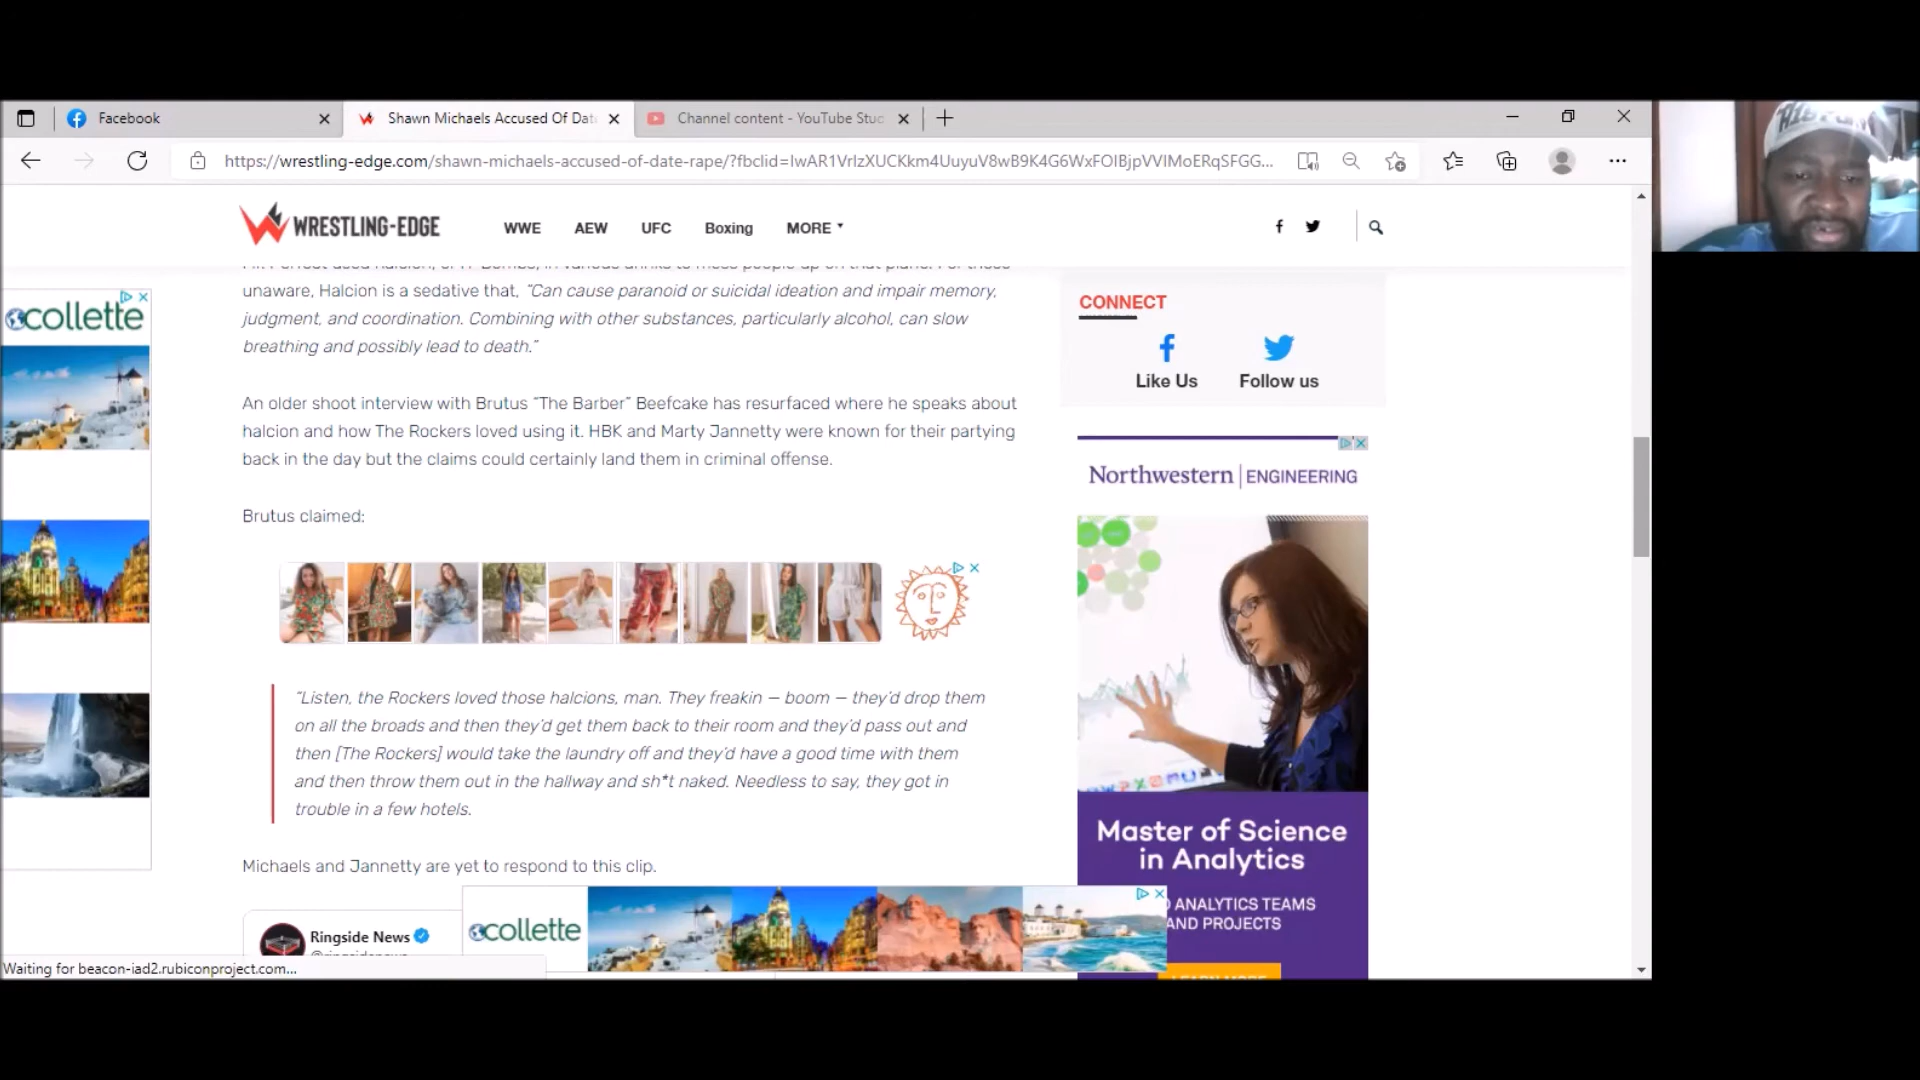 Facebook
Shawn Michaels Accused Of Dat
Channel content - YouTube Stud
https://wrestling-edge.com/shawn-michaels-accused-of-date-rape/?fbclid=IwAR1VrIzXUCKkm4UuyuV8wB9K4G6WxFOIBjpVVIMoERqSFGG...
WRESTLING-EDGE
WWE
AEW
UFC
Boxing
MORE
unaware, Halcion is a sedative that, “Can cause paranoid or suicidal ideation and impair memory,
judgment, and coordination. Combining with other substances, particularly alcohol, can slow
breathing and possibly lead to death.”
An older shoot interview with Brutus “The Barber” Beefcake has resurfaced where he speaks about
halcion and how The Rockers loved using it. HBK and Marty Jannetty were known for their partying
back in the day but the claims could certainly land them in criminal offense.
Brutus claimed:
“Listen, the Rockers loved those halcions, man. They freakin – boom – they’d drop them
on all the broads and then they’d get them back to their room and they’d pass out and
then [The Rockers] would take the laundry off and they’d have a good time with them
and then throw them out in the hallway and sh*t naked. Needless to say, they got in
trouble in a few hotels.
Michaels and Jannetty are yet to respond to this clip.
Ringside News
collette
Waiting for beacon-iad2.rubiconproject.com...
collette
CONNECT
Like Us
Follow us
Northwestern | ENGINEERING
Master of Science
in Analytics
ANALYTICS TEAMS
AND PROJECTS